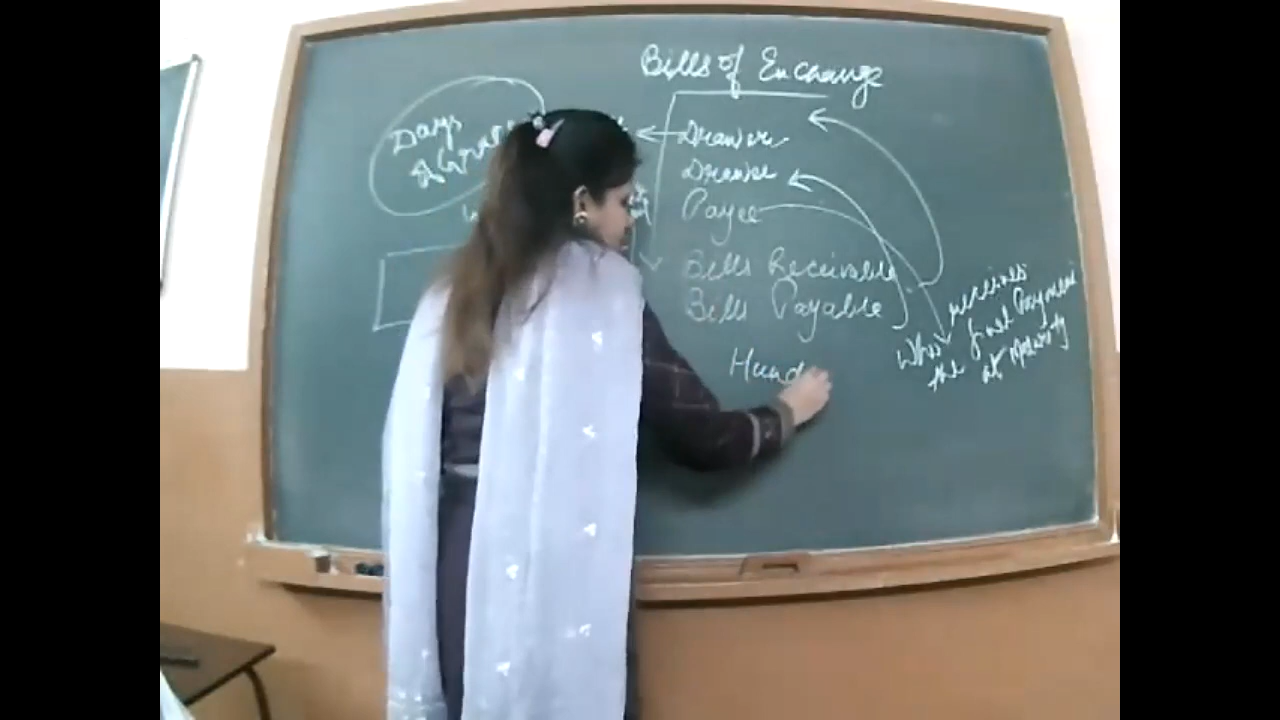 Bills of Exchange
Days
of
Drawer
Drawee
Payee
Bills Receivable
Bills Payable
Who receives
the final Payment
at Maturity
Hund